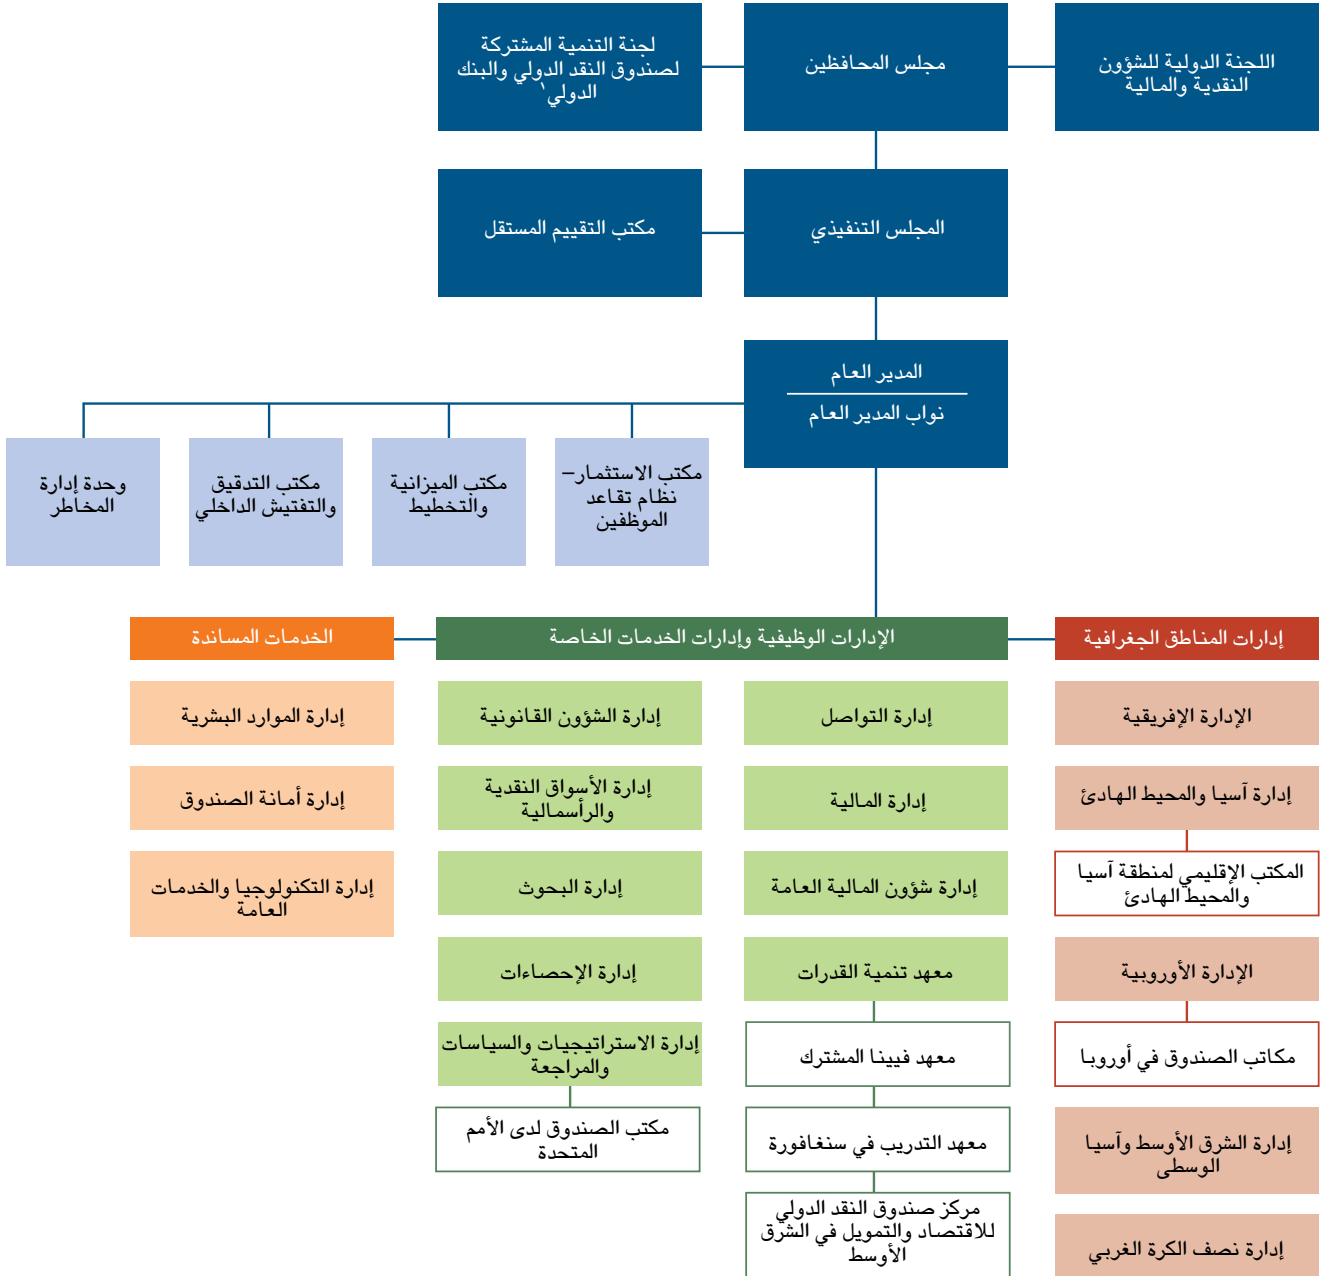 اللجنة الدولية للشؤون
النقدية والمالية
مجلس المحافظين
لجنة التنمية المشتركة
لصندوق النقد الدولي والبنك
الدولي١
المجلس التنفيذي
مكتب التقييم المستقل
المدير العام
نواب المدير العام
مكتب الاستثمار–
نظام تقاعد
الموظفين
مكتب الميزانية
والتخطيط
مكتب التدقيق
والتفتيش الداخلي
وحدة إدارة
المخاطر
إدارات المناطق الجغرافية
الإدارة الإفريقية
إدارة آسيا والمحيط الهادئ
المكتب الإقليمي لمنطقة آسيا
والمحيط الهادئ
الإدارة الأوروبية
مكاتب الصندوق في أوروبا
إدارة الشرق الأوسط وآسيا
الوسطى
إدارة نصف الكرة الغربي
الإدارات الوظيفية وإدارات الخدمات الخاصة
إدارة التواصل
إدارة المالية
إدارة شؤون المالية العامة
معهد تنمية القدرات
معهد فيينا المشترك
معهد التدريب في سنغافورة
مركز صندوق النقد الدولي
للاقتصاد والتمويل في الشرق
الأوسط
إدارة الشؤون القانونية
إدارة الأسواق النقدية
والرأسمالية
إدارة البحوث
إدارة الإحصاءات
إدارة الاستراتيجيات والسياسات
والمراجعة
مكتب الصندوق لدى الأمم
المتحدة
الخدمات المساندة
إدارة الموارد البشرية
إدارة أمانة الصندوق
إدارة التكنولوجيا والخدمات
العامة